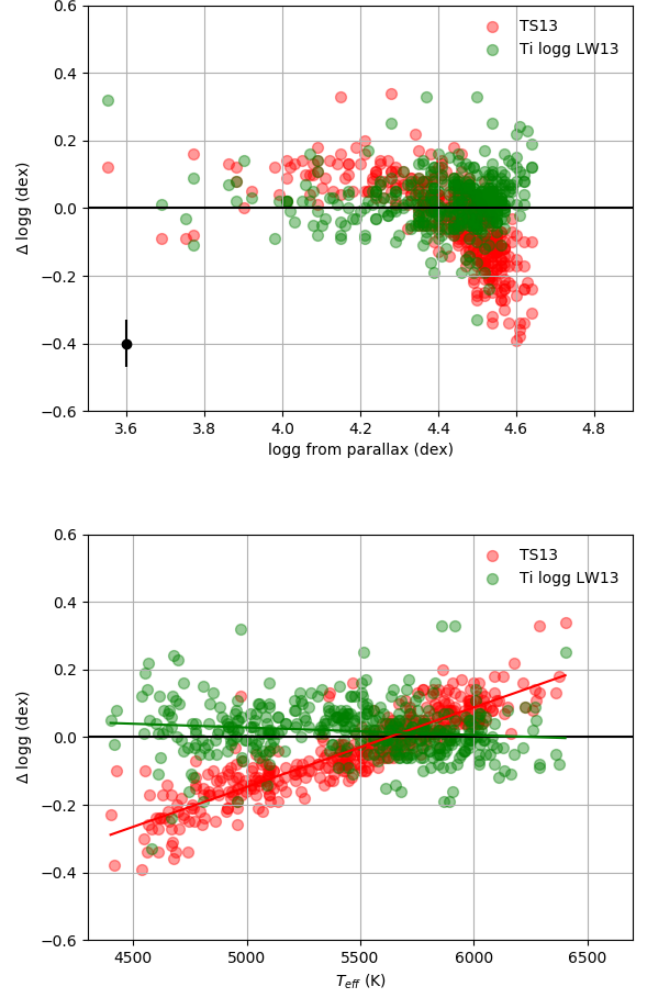 0.6
0.4
0.2
0.0
−0.2
−0.4
−0.6
Δ logg (dex)
TS13
Ti logg LW13
3.6 3.8 4.0 4.2 4.4 4.6 4.8
logg from parallax (dex)
0.6
0.4
0.2
0.0
−0.2
−0.4
−0.6
Δ logg (dex)
TS13
Ti logg LW13
4500 5000 5500 6000 6500
T_eff (K)